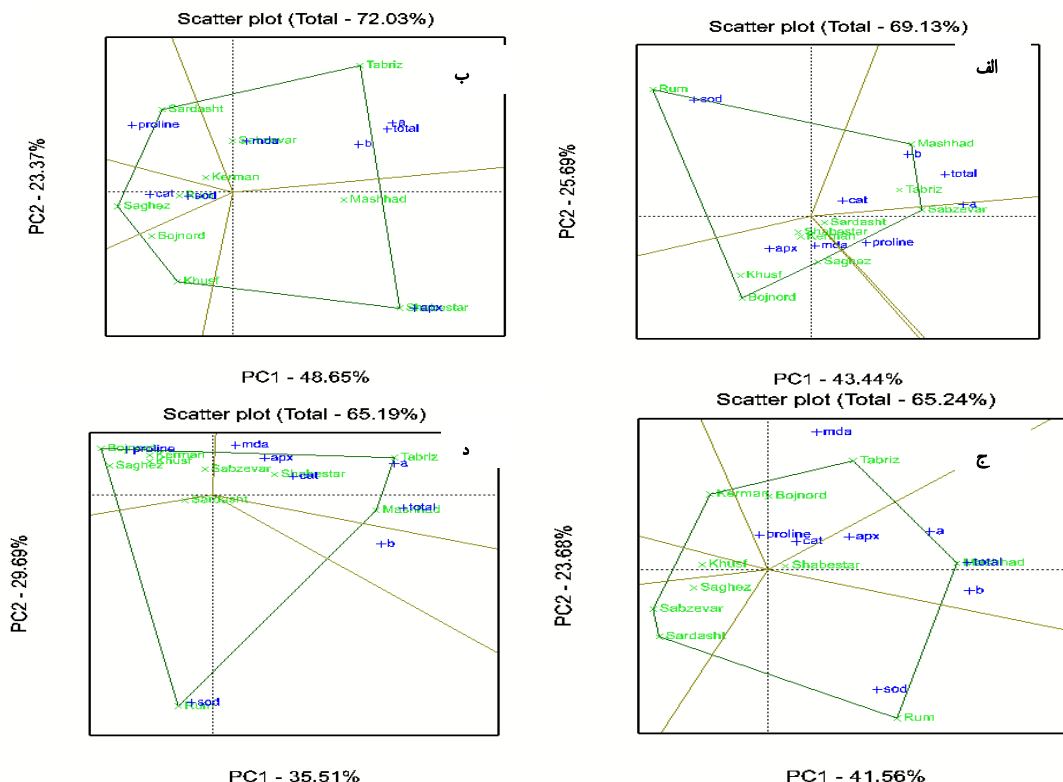 Scatter plot (Total - 72.03%)
ب
Tabriz
Sardasht
proline
a
total
Sabzevar
mda
b
Kerman
cat
sod
Mashhad
Saghez
Bojnord
Khusf
Shabestar
apx
PC2 - 23.37%
PC1 - 48.65%
Scatter plot (Total - 69.13%)
الف
Rum
sod
Mashhad
b
total
Tabriz
cat
a
Sabzevar
Sardasht
Shabestar
Kerman
proline
apx
mda
Saghez
Khusf
Bojnord
PC2 - 25.69%
PC1 - 43.44%
Scatter plot (Total - 65.19%)
د
Bojnord
proline
Kerman
mda
Khusf
apx
Tabriz
a
Saghez
Sabzevar
Shabestar
cat
Sardasht
total
Mashhad
b
sod
Rum
PC2 - 29.69%
PC1 - 35.51%
Scatter plot (Total - 65.24%)
ج
mda
Tabriz
Kerman
Bojnord
a
proline
cat
apx
Khusf
Shabestar
total
Mashhad
Saghez
b
Sabzevar
Sardasht
sod
Rum
PC2 - 23.68%
PC1 - 41.56%